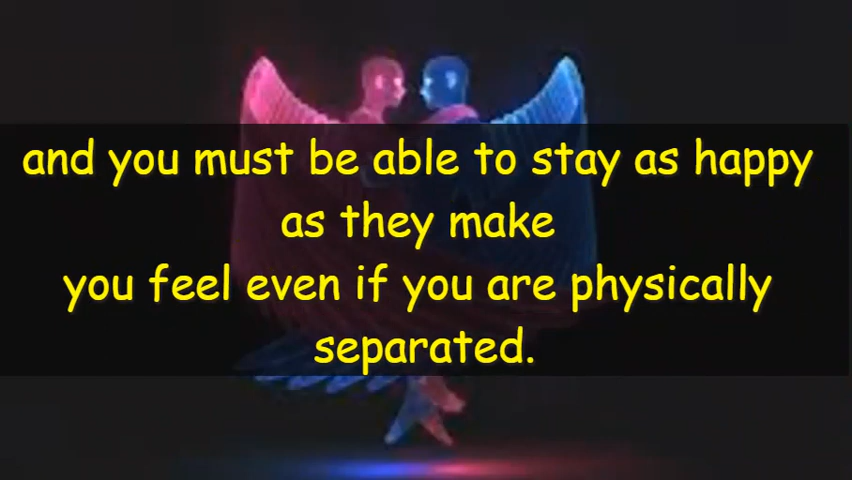 and you must be able to stay as happy
as they make
you feel even if you are physically
separated.